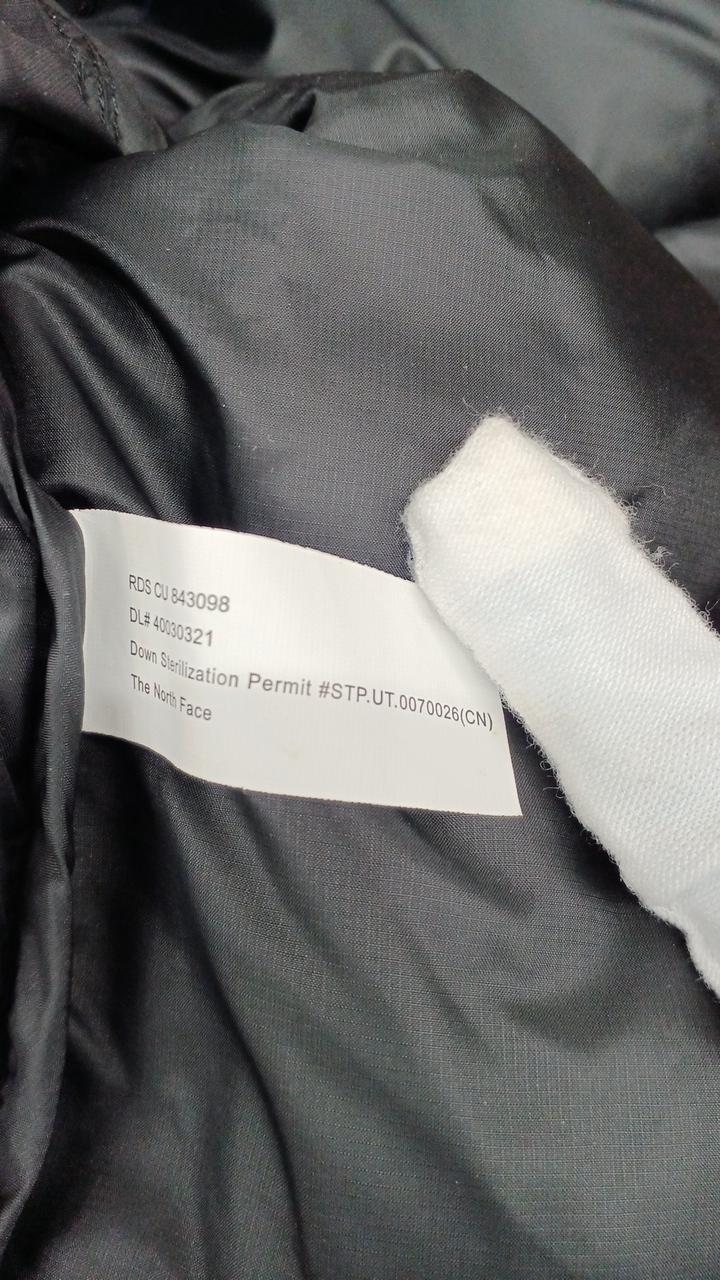 RDS CU 843098
DL# 40030321
Down Sterilization Permit #STP.UT.0070026(CN)
The North Face